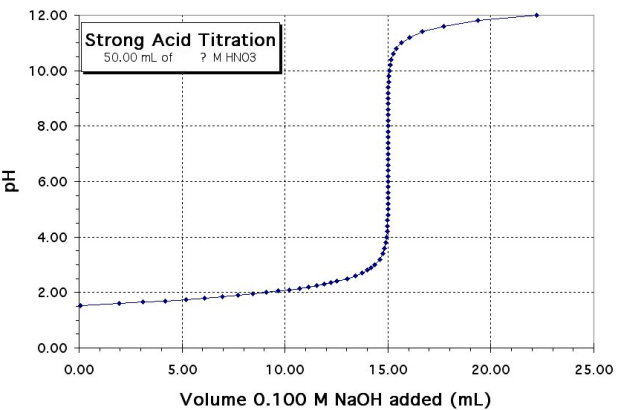 Strong Acid Titration
50.00 mL of ? M HNO3
12.00
10.00
8.00
6.00
4.00
2.00
0.00
pH
0.00 5.00 10.00 15.00 20.00 25.00
Volume 0.100 M NaOH added (mL)